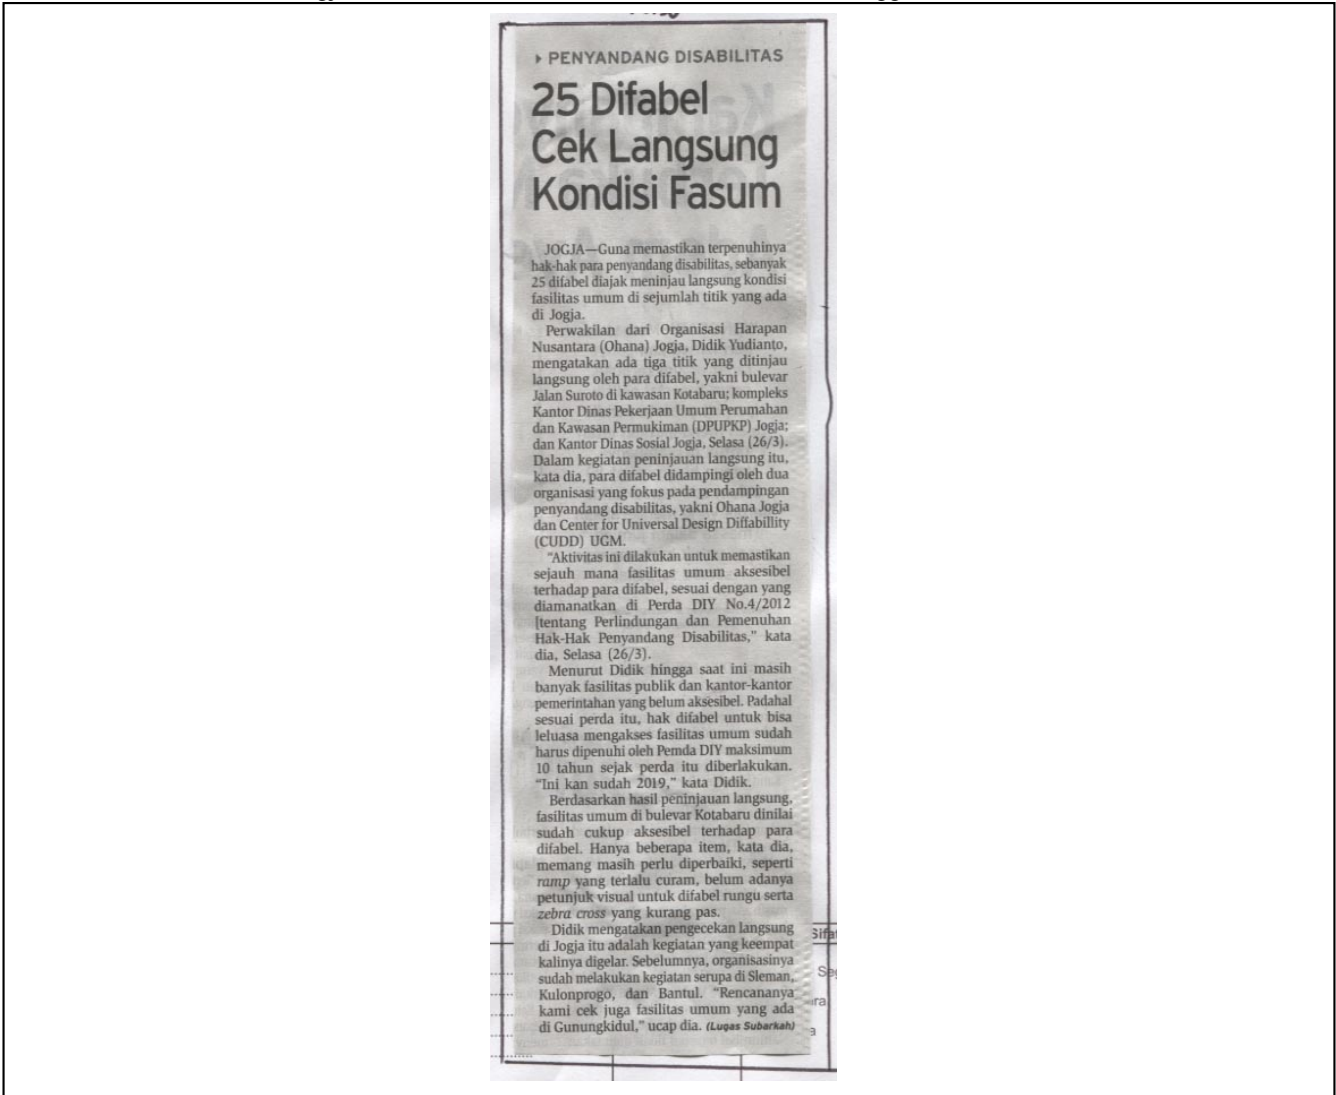 PENYANDANG DISABILITAS
25 Difabel
Cek Langsung
Kondisi Fasum
JOGJA—Guna memastikan terpenuhinya
hak-hak para penyandang disabilitas, sebanyak
25 difabel diajak meninjau langsung kondisi
fasilitas umum di sejumlah titik yang ada
di Jogja.
Perwakilan dari Organisasi Harapan
Nusantara (Ohana) Jogja, Didik Yudianto,
mengatakan ada tiga titik yang ditinjau
langsung oleh para difabel, yakni bulevar
Jalan Suroto di kawasan Kotabaru; kompleks
Kantor Dinas Pekerjaan Umum Perumahan
dan Kawasan Permukiman (DPUPKP) Jogja;
dan Kantor Dinas Sosial Jogja, Selasa (26/3).
Dalam kegiatan peninjauan langsung itu,
kata dia, para difabel didampingi oleh dua
organisasi yang fokus pada pendampingan
penyandang disabilitas, yakni Ohana Jogja
dan Center for Universal Design Diffabillity
(CUDD) UGM.
"Aktivitas ini dilakukan untuk memastikan
sejauh mana fasilitas umum aksesibel
terhadap para difabel, sesuai dengan yang
diamanatkan di Perda DIY No.4/2012
[tentang Perlindungan dan Pemenuhan
Hak-Hak Penyandang Disabilitas," kata
dia, Selasa (26/3).
Menurut Didik hingga saat ini masih
banyak fasilitas publik dan kantor-kantor
pemerintahan yang belum aksesibel. Padahal
sesuai perda itu, hak difabel untuk bisa
leluasa mengakses fasilitas umum sudah
harus dipenuhi oleh Pemda DIY maksimum
10 tahun sejak perda itu diberlakukan.
"Ini kan sudah 2019," kata Didik.
Berdasarkan hasil peninjauan langsung,
fasilitas umum di bulevar Kotabaru dinilai
sudah cukup aksesibel terhadap para
difabel. Hanya beberapa item, kata dia,
memang masih perlu diperbaiki, seperti
ramp yang terlalu curam, belum adanya
petunjuk visual untuk difabel rungu serta
zebra cross yang kurang pas.
Didik mengatakan pengecekan langsung
di Jogja itu adalah kegiatan yang keempat
kalinya digelar. Sebelumnya, organisasinya
sudah melakukan kegiatan serupa di Sleman,
Kulonprogo, dan Bantul. "Rencananya
kami cek juga fasilitas umum yang ada
di Gunungkidul," ucap dia. (Lugas Subarkah)